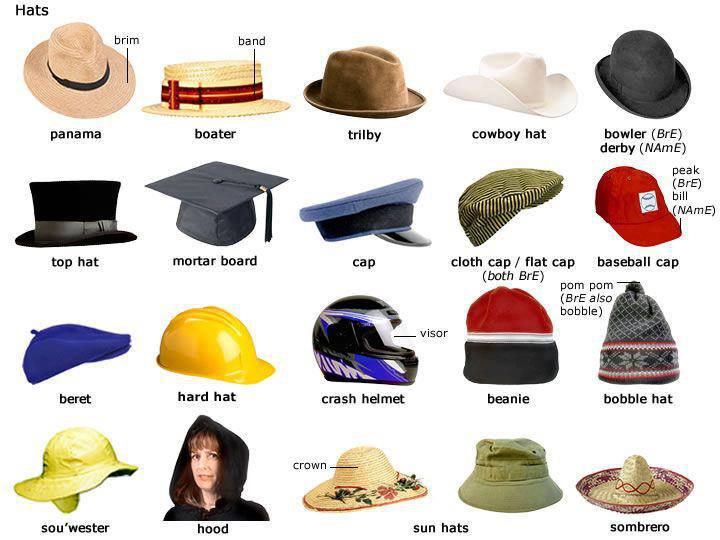 Hats
brim
band
panama
boater
trilby
cowboy hat
bowler (BrE)
derby (NAmE)
peak
(BrE)
bill
(NAmE)
top hat
mortar board
cap
cloth cap / flat cap
(both BrE)
baseball cap
pom pom
(BrE also
bobble)
visor
beret
hard hat
crash helmet
beanie
bobble hat
crown
sou’wester
hood
sun hats
sombrero